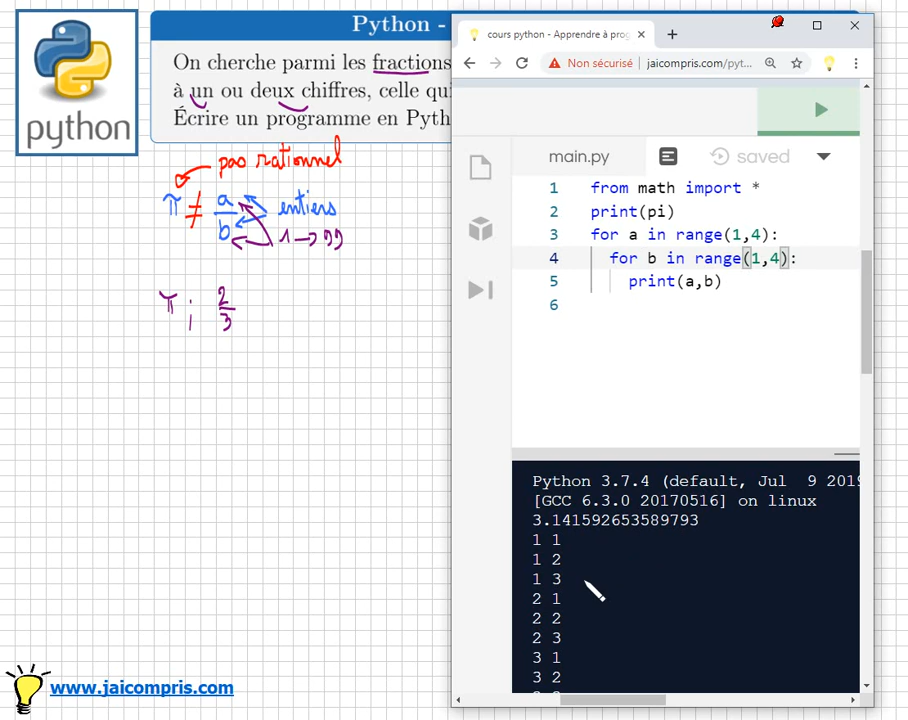 Python -
On cherche parmi les fractions
à un ou deux chiffres, celle qui
Écrire un programme en Pyth
python
pas rationnel
π ≠ a/b entiers
1 → 99
π ; 2/3
www.jaicompris.com
cours python - Apprendre à prog
Non sécurisé jaicompris.com/pyt...
main.py saved
1 from math import *
2 print(pi)
3 for a in range(1,4):
4 for b in range(1,4):
5 print(a,b)
6
Python 3.7.4 (default, Jul 9 2019
[GCC 6.3.0 20170516] on linux
3.141592653589793
1 1
1 2
1 3
2 1
2 2
2 3
3 1
3 2